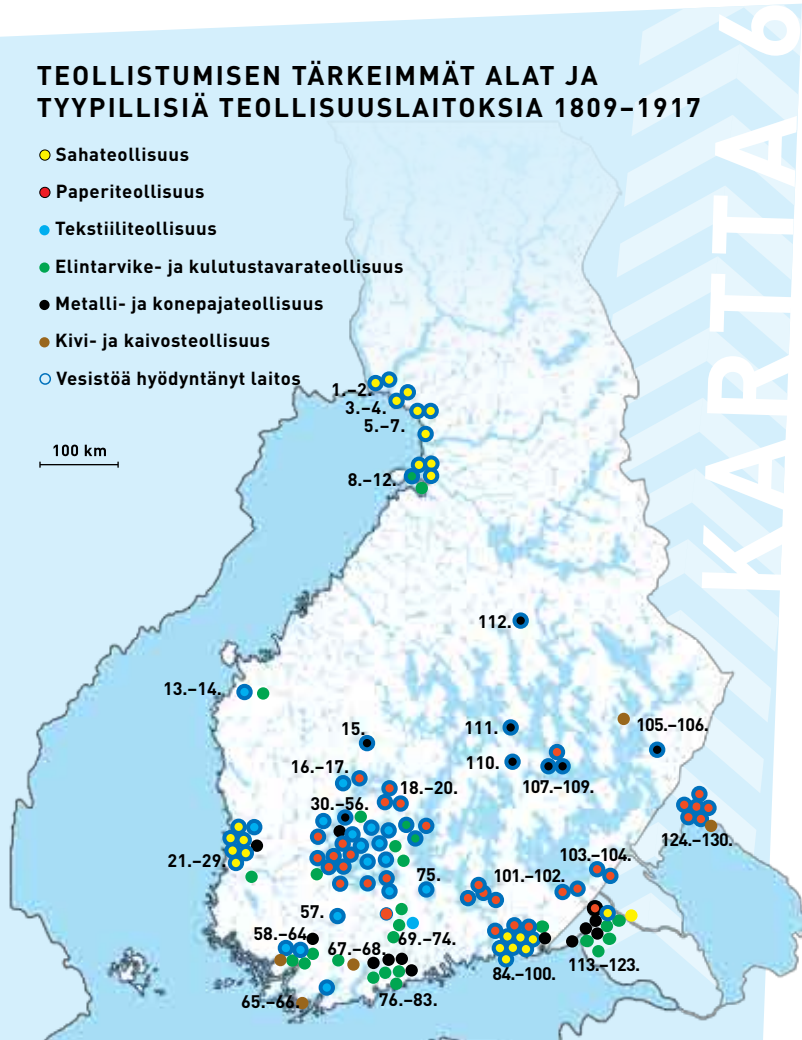 TEOLLISTUMISEN TÄRKEIMMÄT ALAT JA
TYYPILLISIÄ TEOLLISUUSLAITOKSIA 1809–1917
Sahateollisuus
Paperiteollisuus
Tekstiiliteollisuus
Elintarvike- ja kulutustavarateollisuus
Metalli- ja konepajateollisuus
Kivi- ja kaivosteollisuus
Vesistöä hyödyntänyt laitos
100 km
KARTTA 6
1.–2.
3.–4.
5.–7.
8.–12.
112.
13.–14.
15.
111.
105.–106.
110.
16.–17.
107.–109.
18.–20.
30.–56.
124.–130.
21.–29.
103.–104.
75.
101.–102.
57.
58.–64.
67.–68.
69.–74.
84.–100.
113.–123.
65.–66.
76.–83.